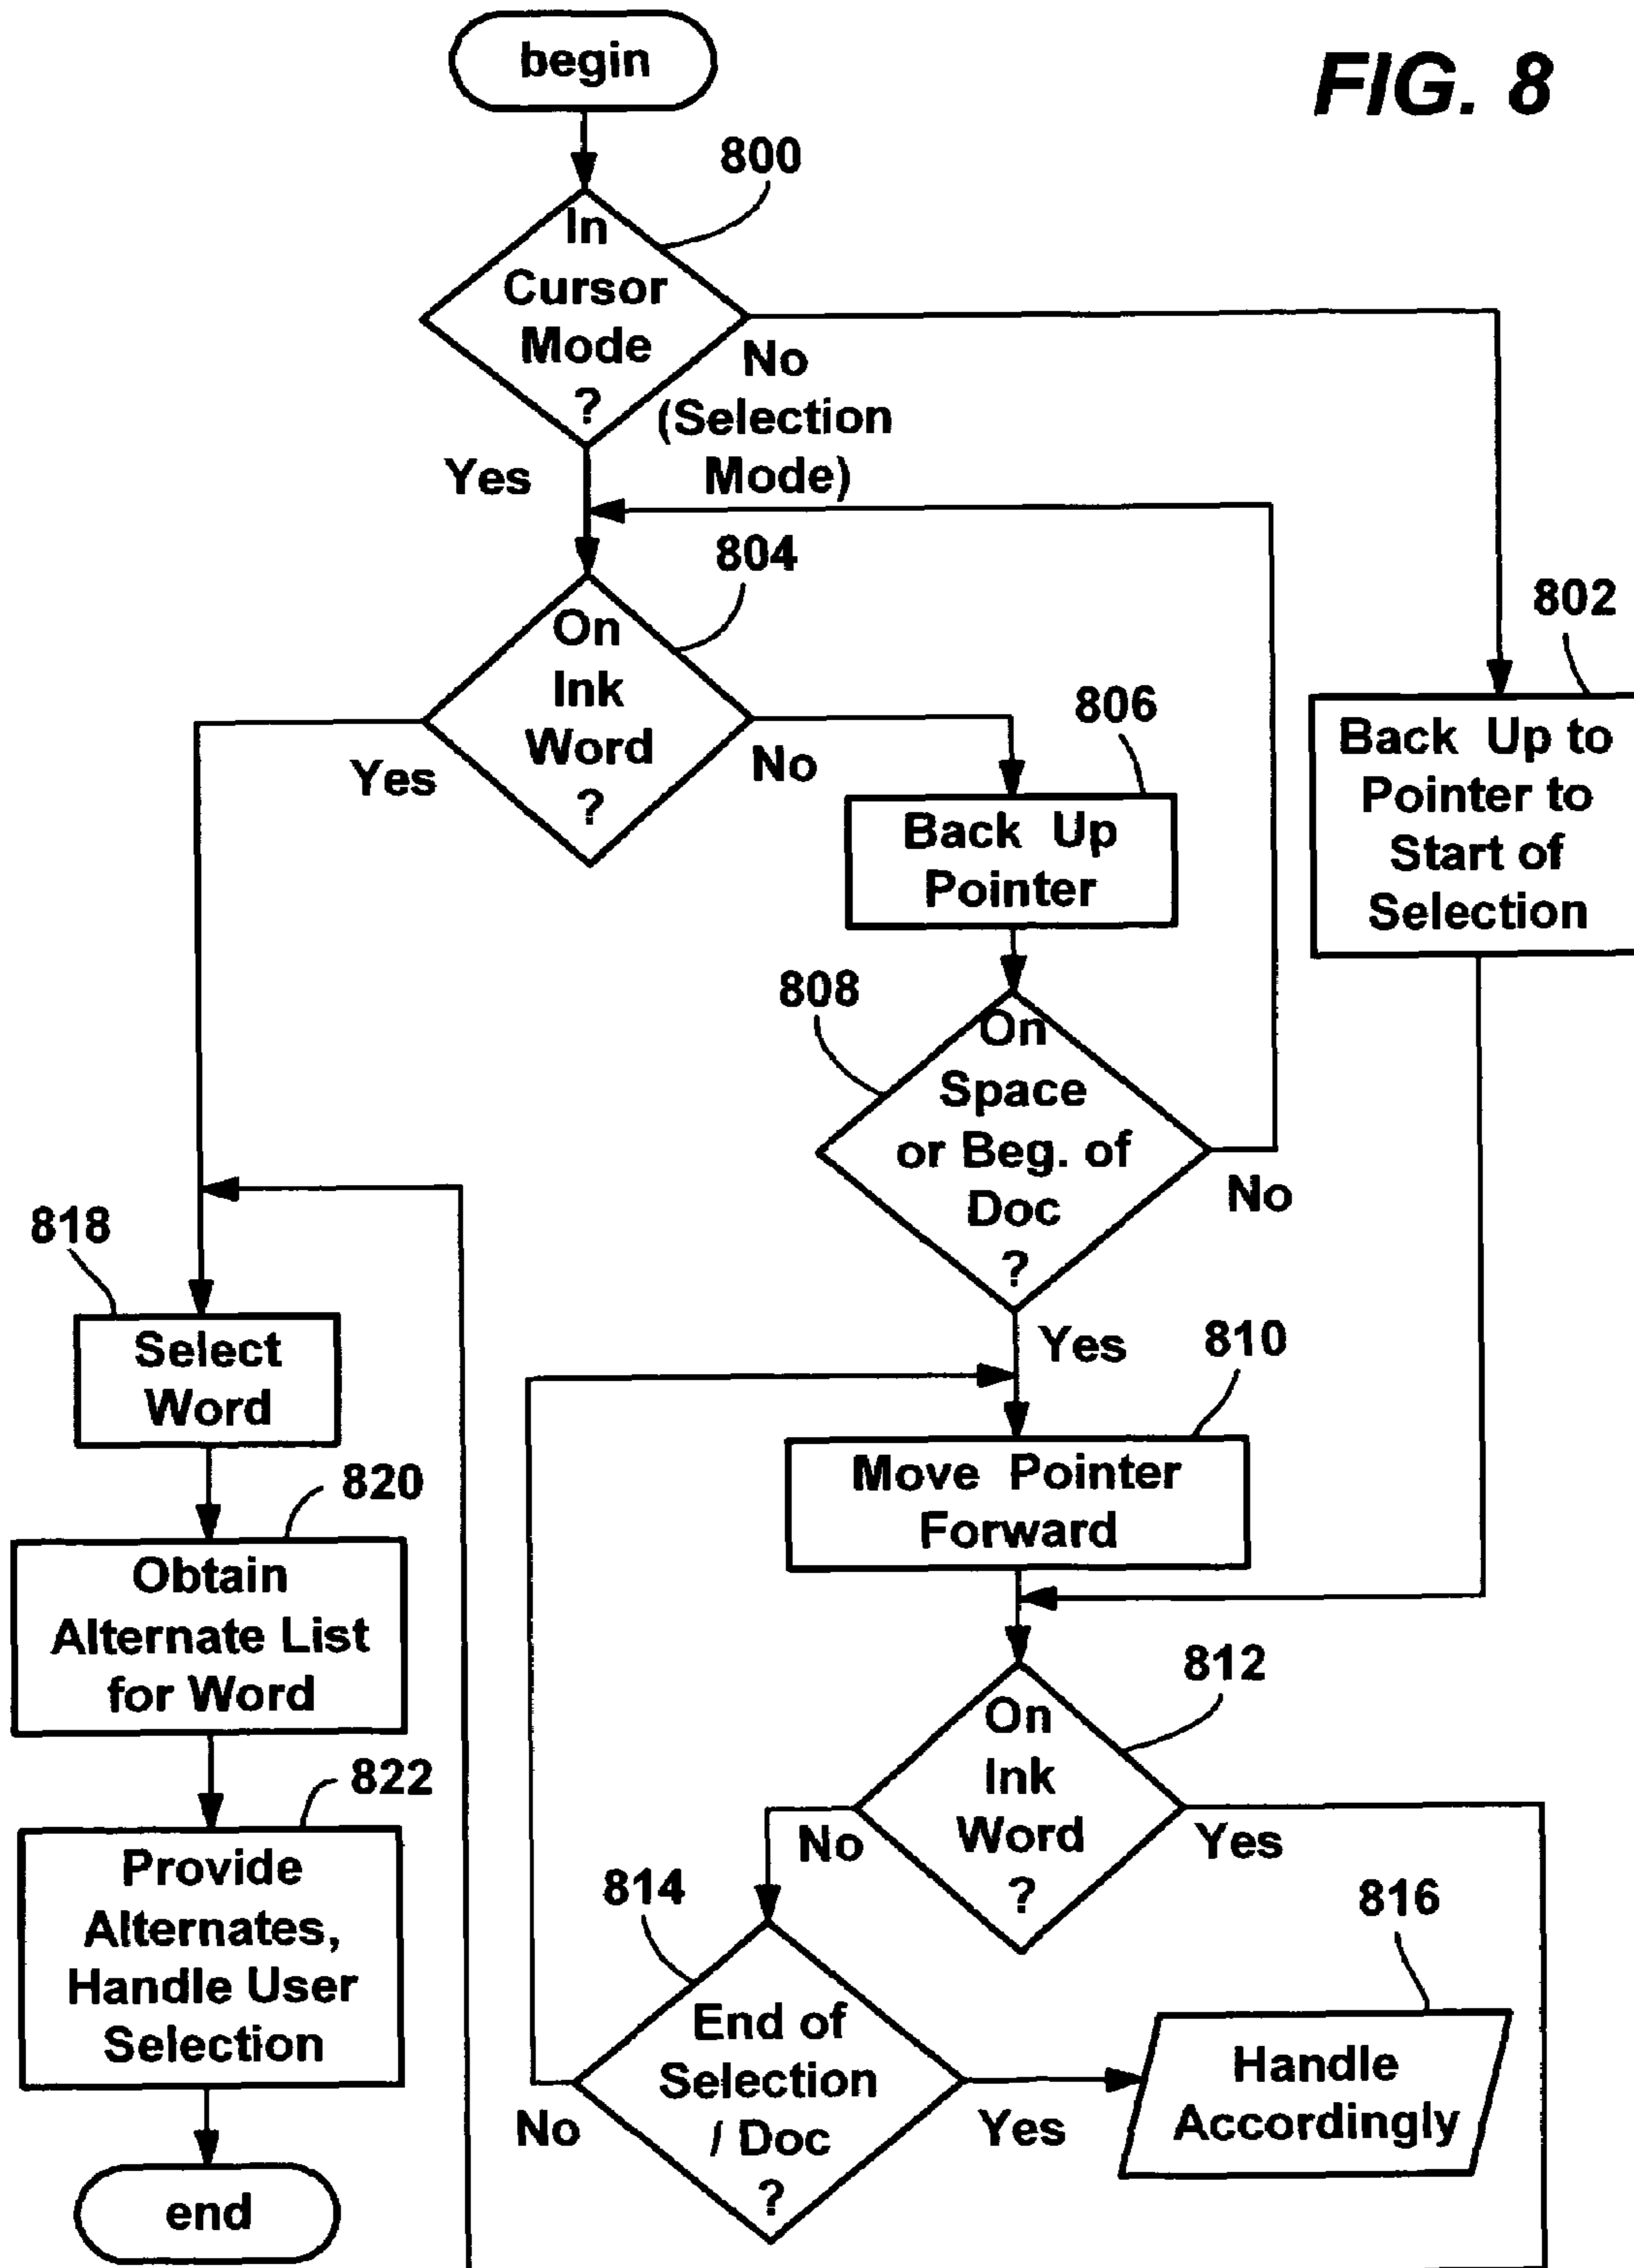 FIG. 8
begin
800
In
Cursor
Mode
?
No
(Selection
Mode)
Yes
804
On
Ink
Word
?
Yes
No
802
Back Up to
Pointer to
Start of
Selection
806
Back Up
Pointer
808
On
Space
or Beg. of
Doc
?
No
Yes
810
Move Pointer
Forward
812
On
Ink
Word
?
No
Yes
814
End of
Selection
/ Doc
?
No
Yes
816
Handle
Accordingly
818
Select
Word
820
Obtain
Alternate List
for Word
822
Provide
Alternates,
Handle User
Selection
end